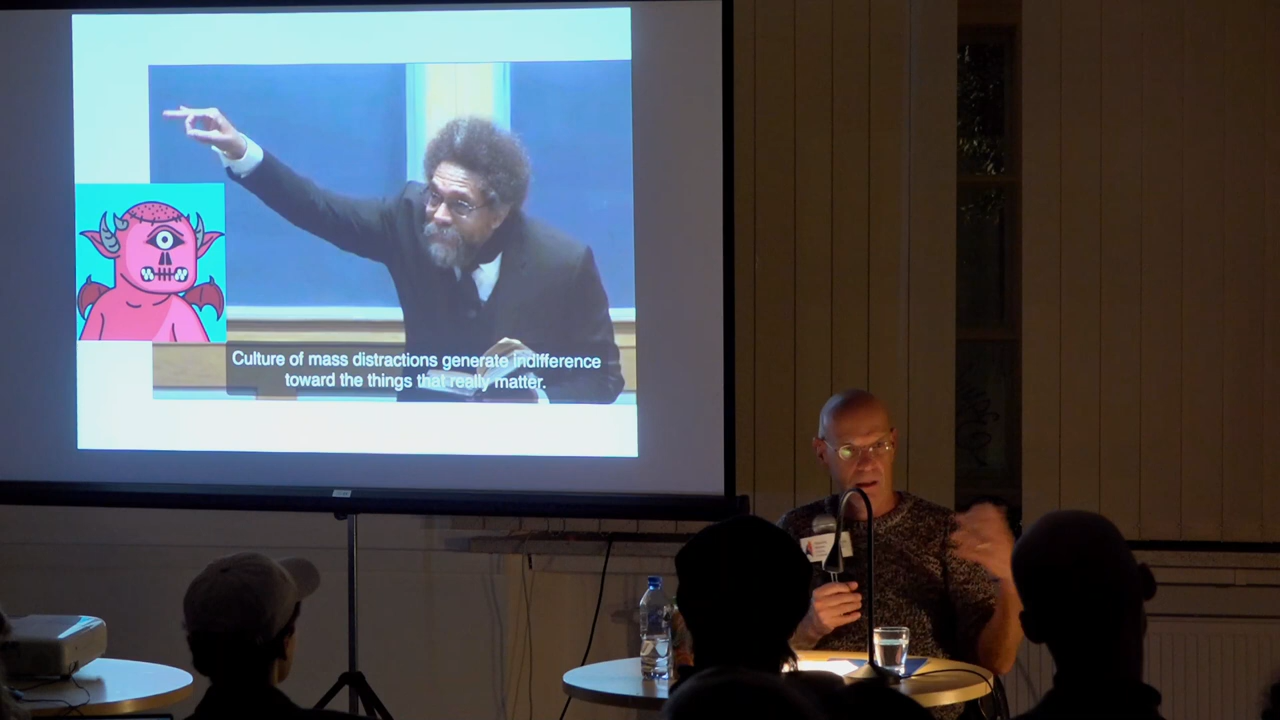 Culture of mass distractions generate indifference
toward the things that really matter.